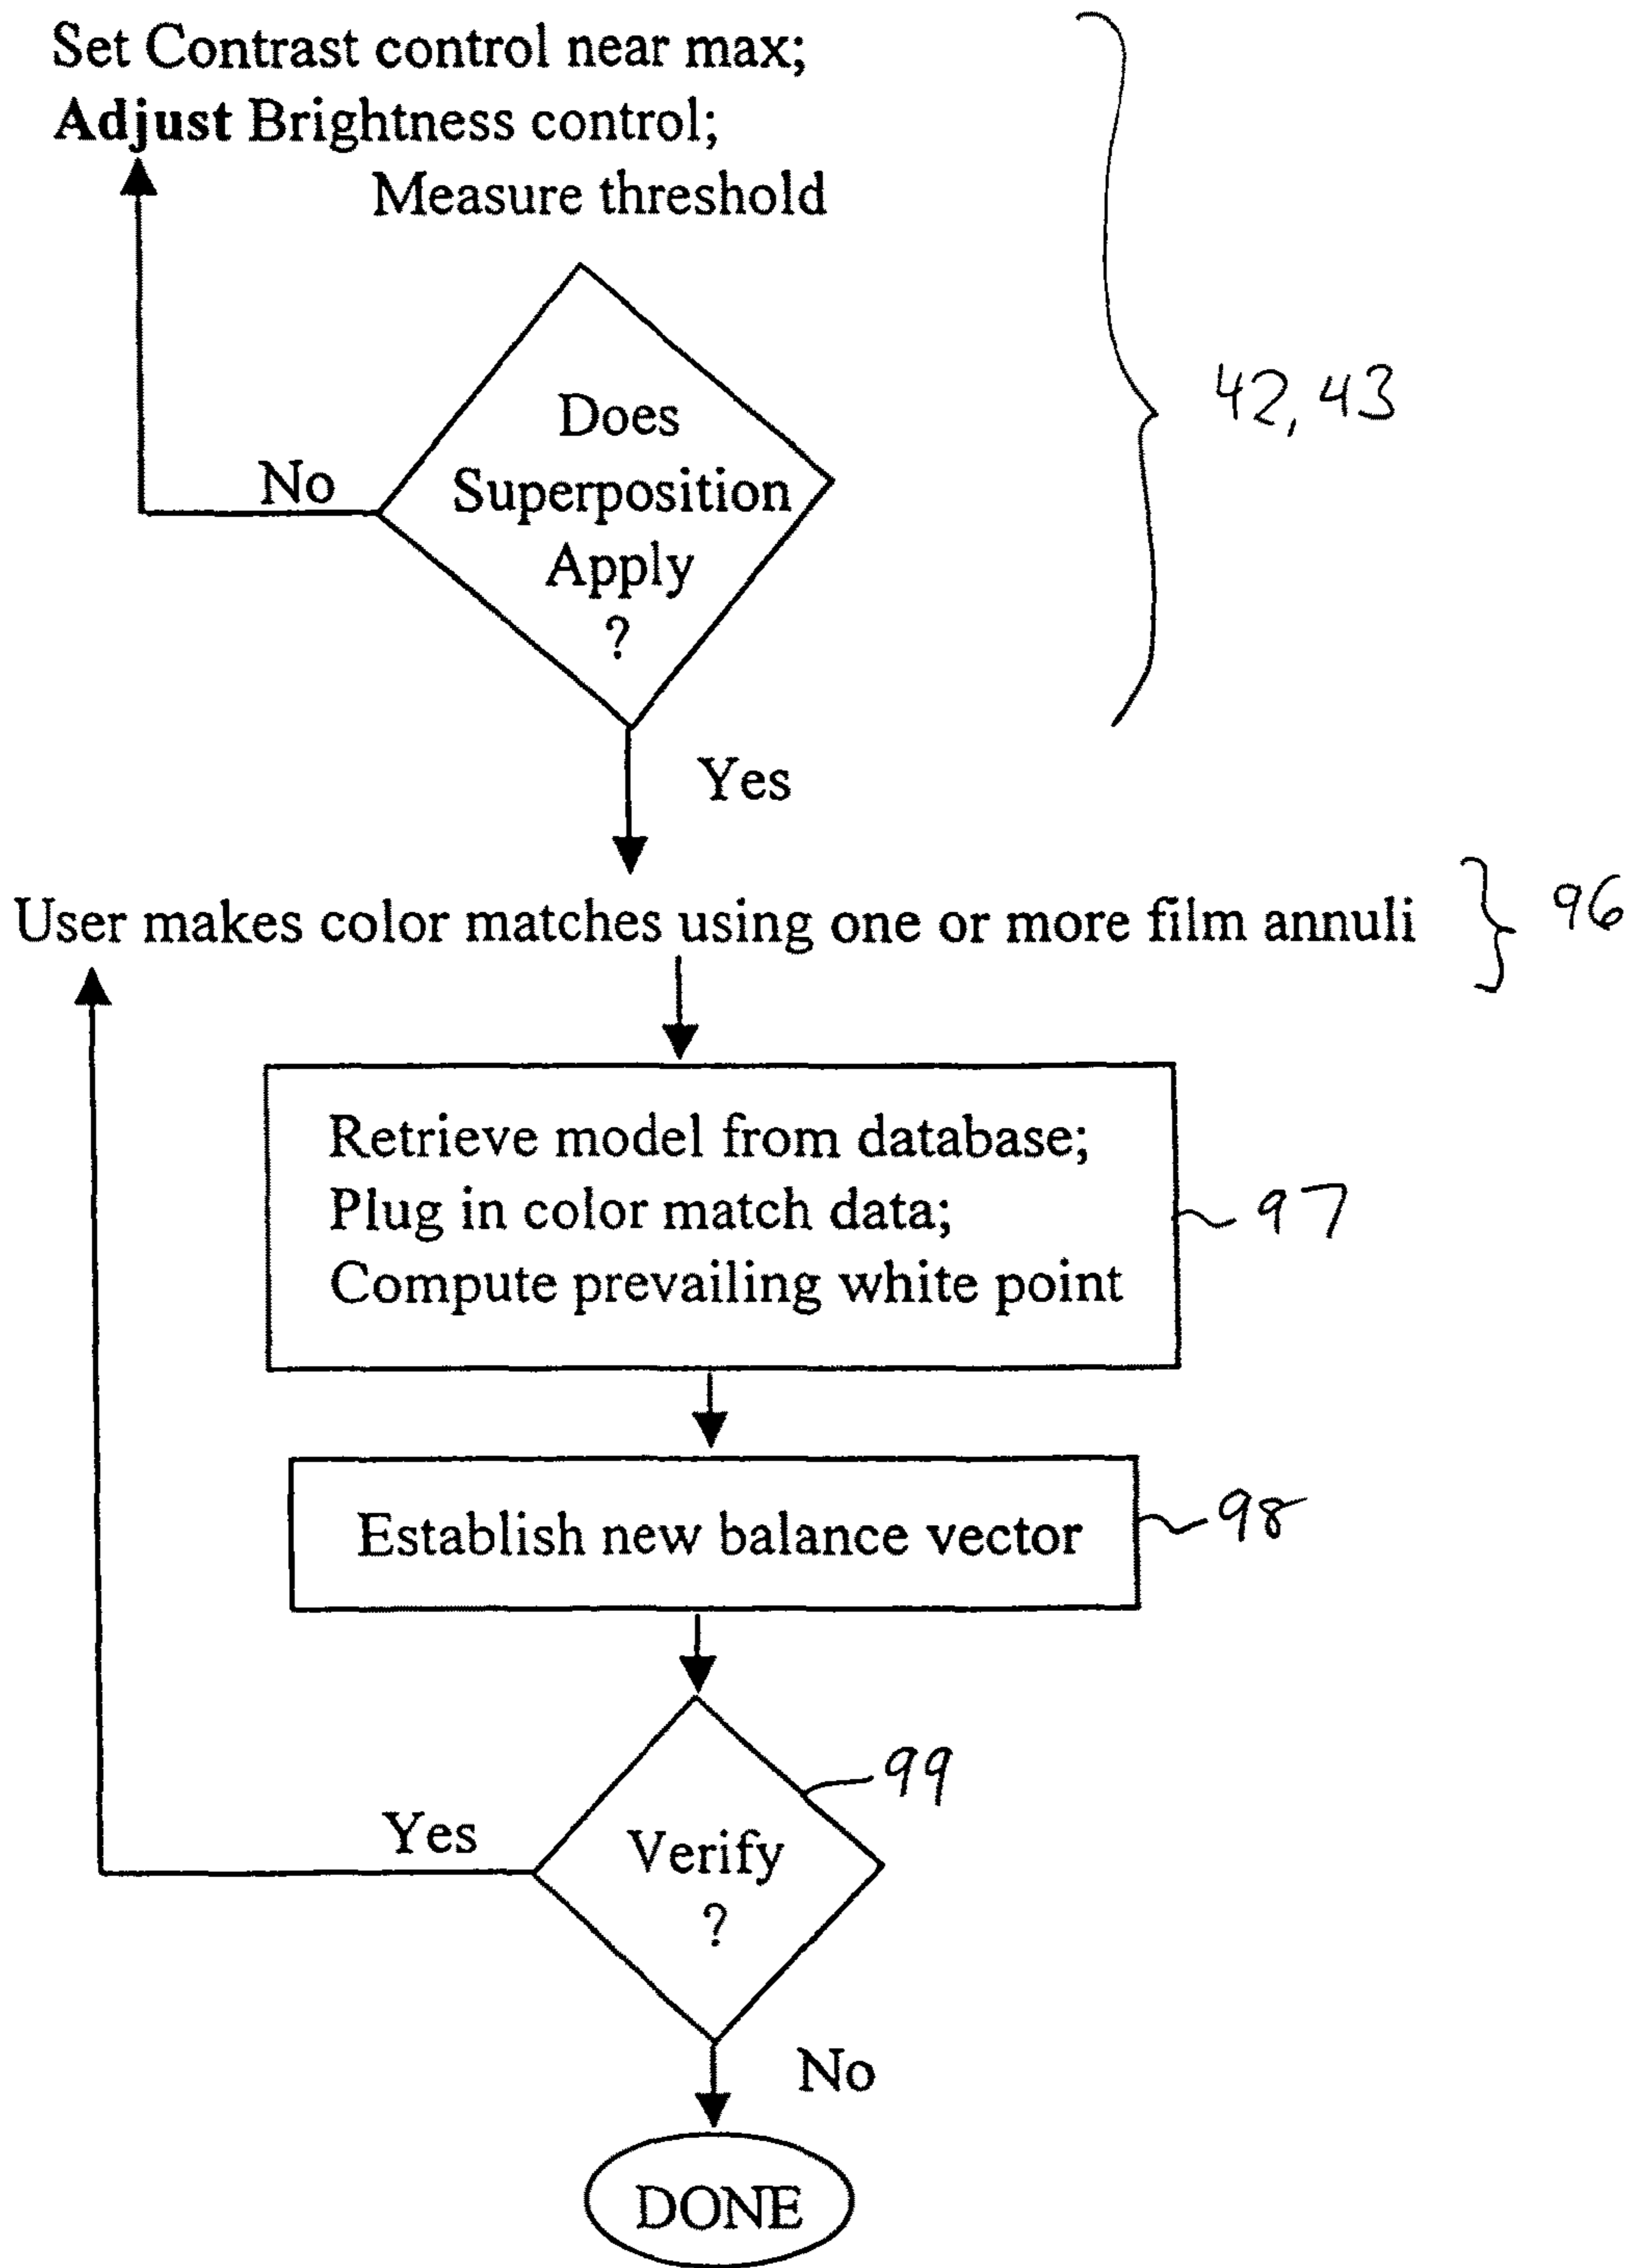 Set Contrast control near max;
Adjust Brightness control;
Measure threshold
42, 43
Does
Superposition
Apply
?
No
Yes
User makes color matches using one or more film annuli
96
Retrieve model from database;
Plug in color match data;
Compute prevailing white point
97
Establish new balance vector
98
99
Verify
?
Yes
No
DONE